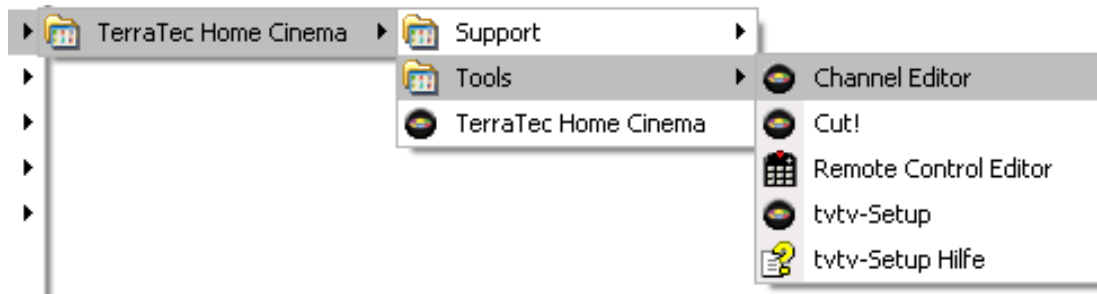 TerraTec Home Cinema
Support
Tools
TerraTec Home Cinema
Channel Editor
Cut!
Remote Control Editor
tvtv-Setup
tvtv-Setup Hilfe